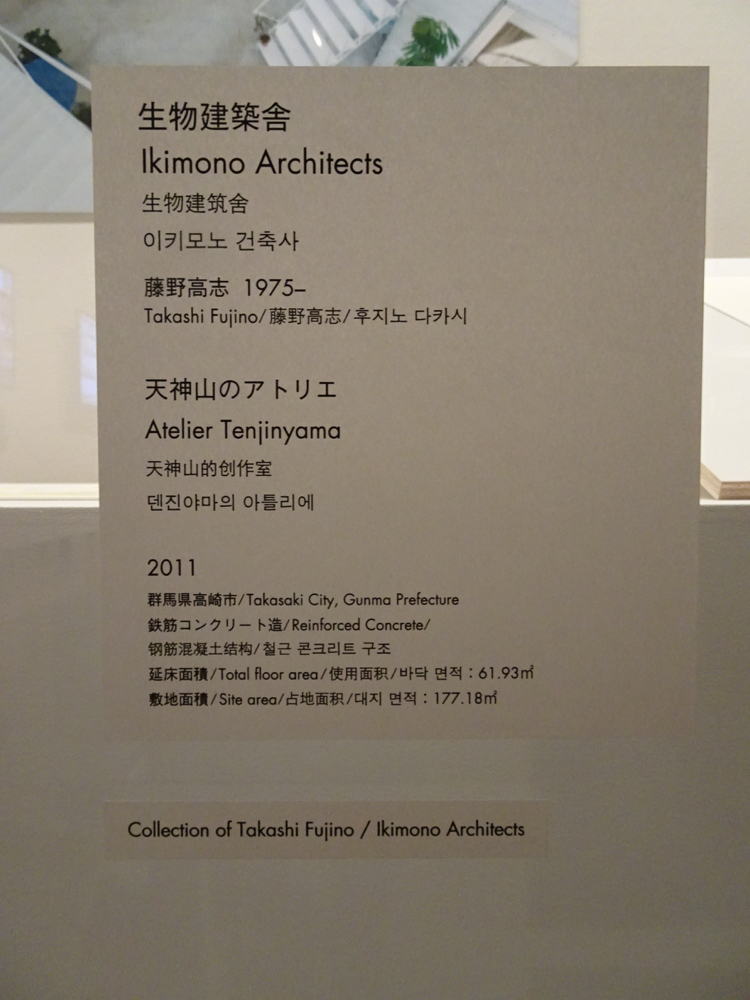 生物建築舎
Ikimono Architects
生物建筑舍
이키모노 건축사
藤野高志 1975–
Takashi Fujino/藤野高志/후지노 다카시
天神山のアトリエ
Atelier Tenjinyama
天神山的创作室
덴진야마의 아틀리에
2011
群馬県高崎市/Takasaki City, Gunma Prefecture
鉄筋コンクリート造/Reinforced Concrete/
钢筋混凝土结构/철근 콘크리트 구조
延床面積/Total floor area/使用面积/바닥 면적：61.93㎡
敷地面積/Site area/占地面积/대지 면적：177.18㎡
Collection of Takashi Fujino / Ikimono Architects